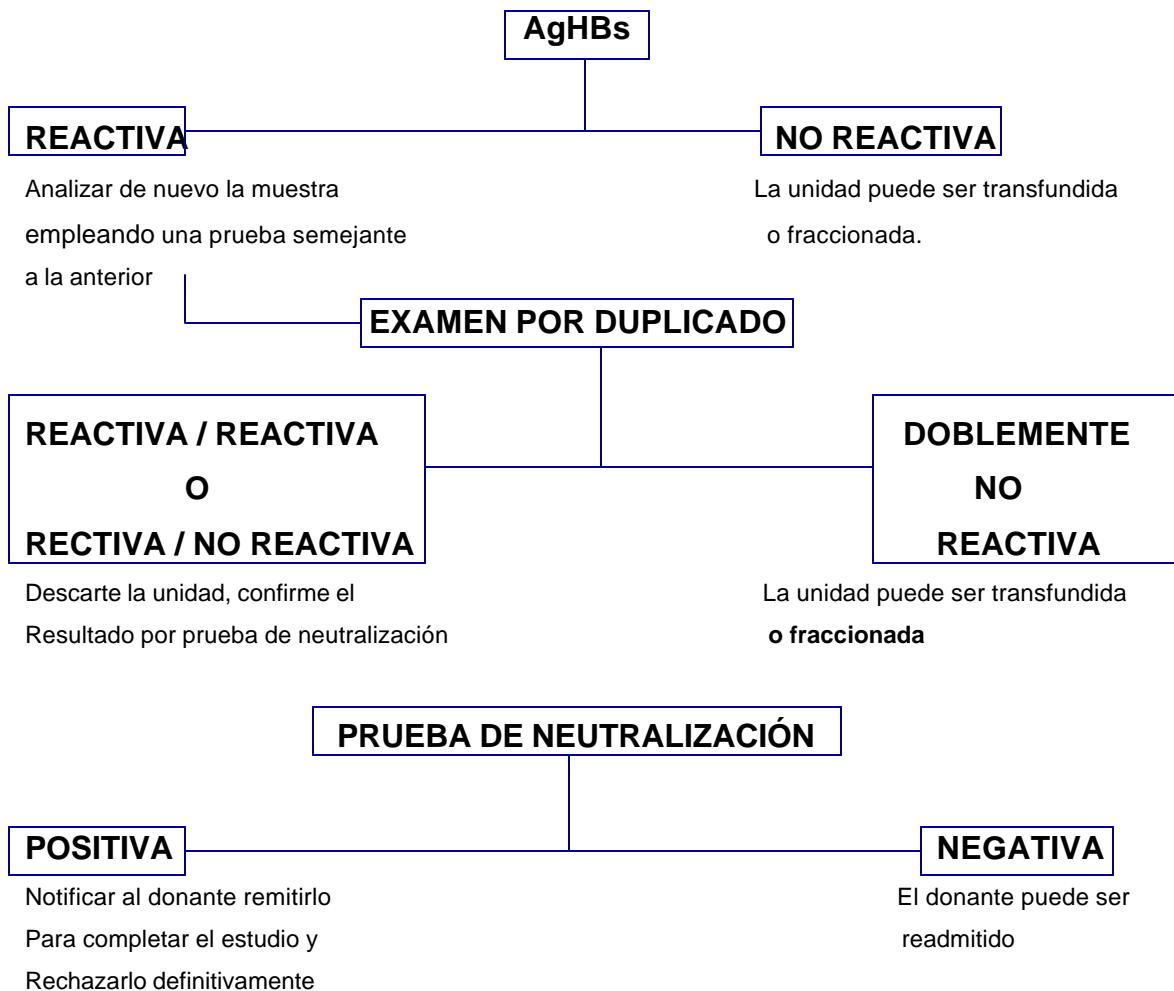 AgHBs
REACTIVA
NO REACTIVA
Analizar de nuevo la muestra
empleando una prueba semejante
a la anterior
La unidad puede ser transfundida
o fraccionada.
EXAMEN POR DUPLICADO
REACTIVA / REACTIVA
O
RECTIVA / NO REACTIVA
DOBLEMENTE
NO
REACTIVA
Descarte la unidad, confirme el
Resultado por prueba de neutralización
La unidad puede ser transfundida
o fraccionada
PRUEBA DE NEUTRALIZACIÓN
POSITIVA
NEGATIVA
Notificar al donante remitirlo
Para completar el estudio y
Rechazarlo definitivamente
El donante puede ser
readmitido